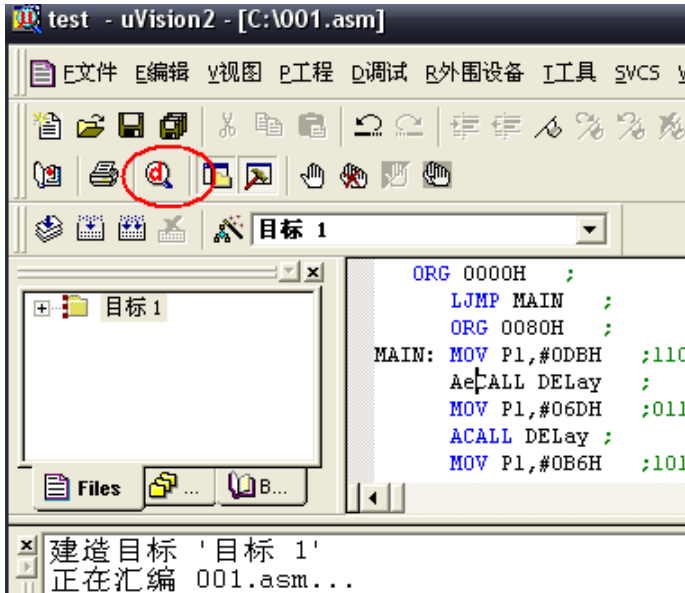 test - uVision2 - [C:\001.asm]
F文件 E编辑 V视图 P工程 D调试 R外围设备 T工具 SVCS
目标 1
目标 1
ORG 0000H ;
LJMP MAIN ;
ORG 0080H ;
MAIN: MOV P1,#0DBH ;110
AeCALL DELay ;
MOV P1,#06DH ;011
ACALL DELay ;
MOV P1,#0B6H ;101
Files ... B...
建造目标 '目标 1'
正在汇编 001.asm...